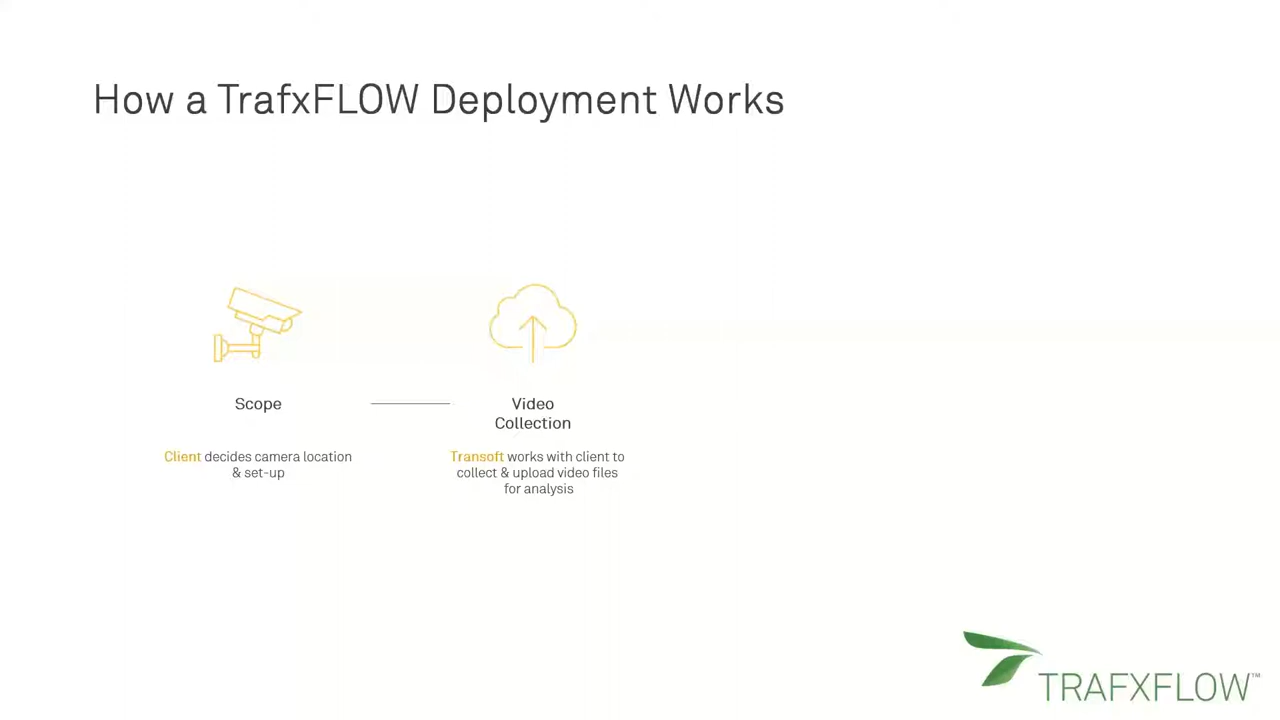 How a TrafxFLOW Deployment Works
Scope
Client decides camera location
& set-up
Video
Collection
Transoft works with client to
collect & upload video files
for analysis
TRAFXFLOW™